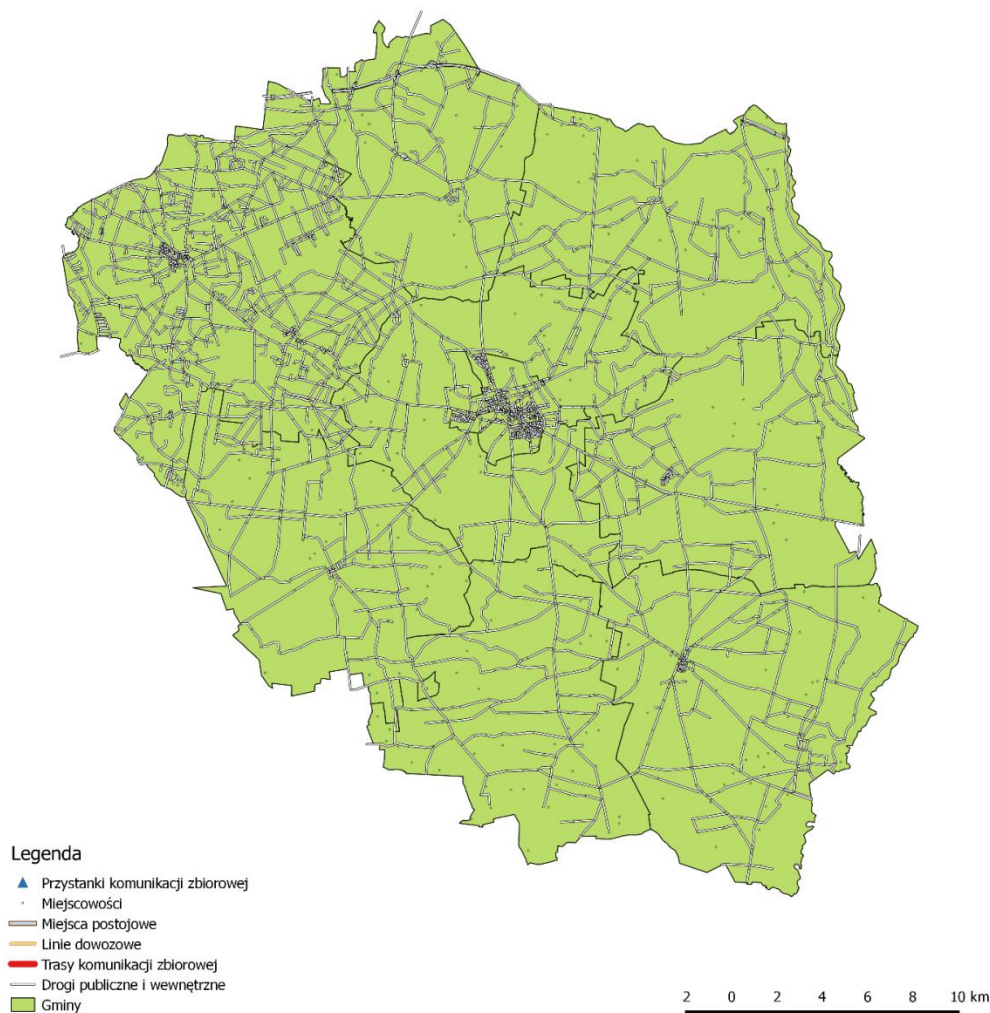 Legenda
Przystanki komunikacji zbiorowej
Miejscowości
Miejsca postojowe
Linie dowozowe
Trasy komunikacji zbiorowej
Drogi publiczne i wewnętrzne
Gminy
2 0 2 4 6 8 10 km